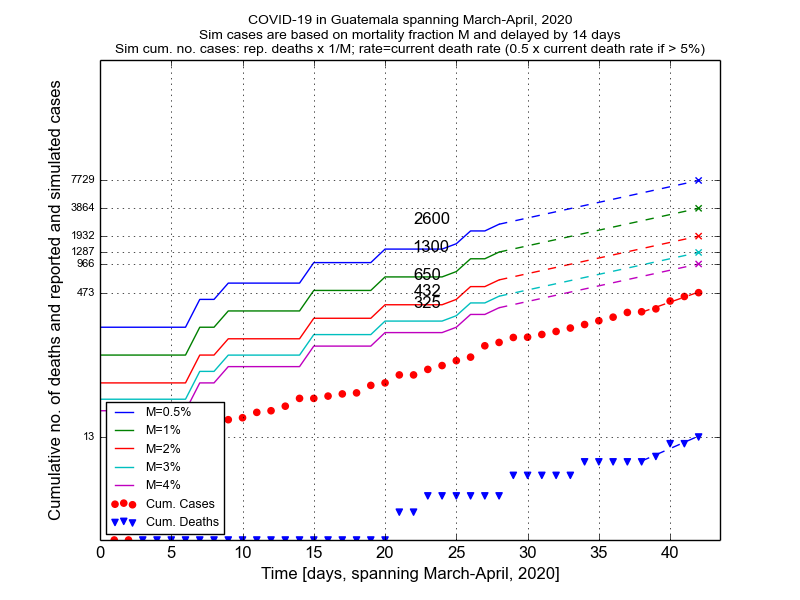 COVID-19 in Guatemala spanning March-April, 2020
Sim cases are based on mortality fraction M and delayed by 14 days
Sim cum. no. cases: rep. deaths x 1/M; rate=current death rate (0.5 x current death rate if > 5%)
Cumulative no. of deaths and reported and simulated cases
7729
3864
1932
1287
966
473
13
2600
1300
650
432
325
M=0.5%
M=1%
M=2%
M=3%
M=4%
Cum. Cases
Cum. Deaths
0 5 10 15 20 25 30 35 40
Time [days, spanning March-April, 2020]